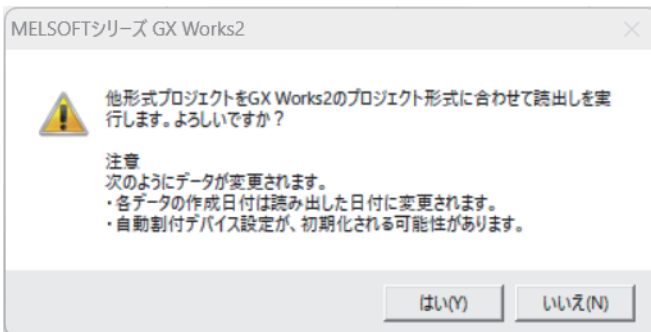 MELSOFTシリーズ GX Works2
他形式プロジェクトをGX Works2のプロジェクト形式に合わせて読出しを実
行します。よろしいですか？
注意
次のようにデータが変更されます。
・各データの作成日付は読み出した日付に変更されます。
・自動割付デバイス設定が、初期化される可能性があります。
はい(Y)
いいえ(N)